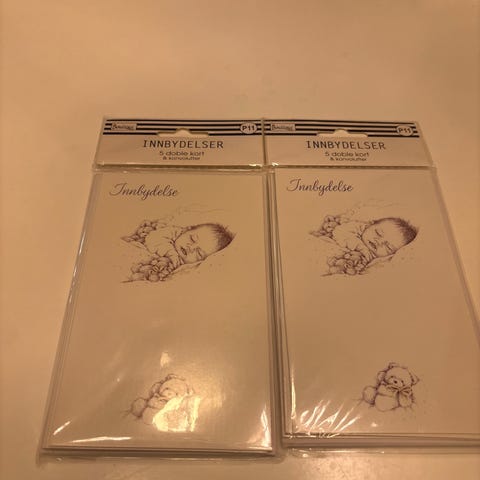 P11
INNBYDELSER
5 doble kort
& konvolutter
Innbydelse
P11
INNBYDELSER
5 doble kort
& konvolutter
Innbydelse